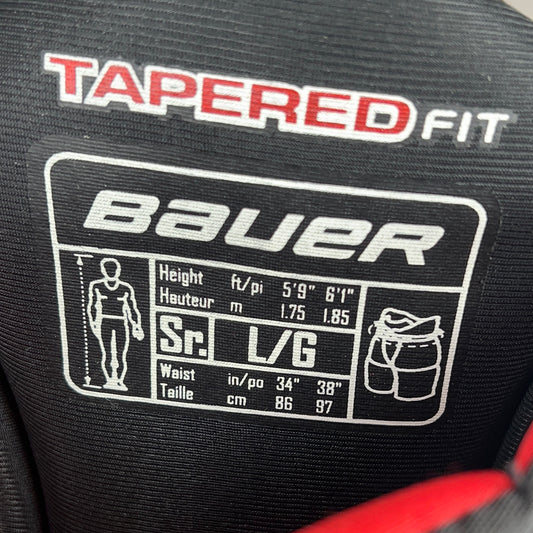 TAPERED FIT
BAUER
Height ft/pi 5'9" 6'1"
Hauteur m 1.75 1.85
Sr. L/G
Waist in/po 34" 38"
Taille cm 86 97